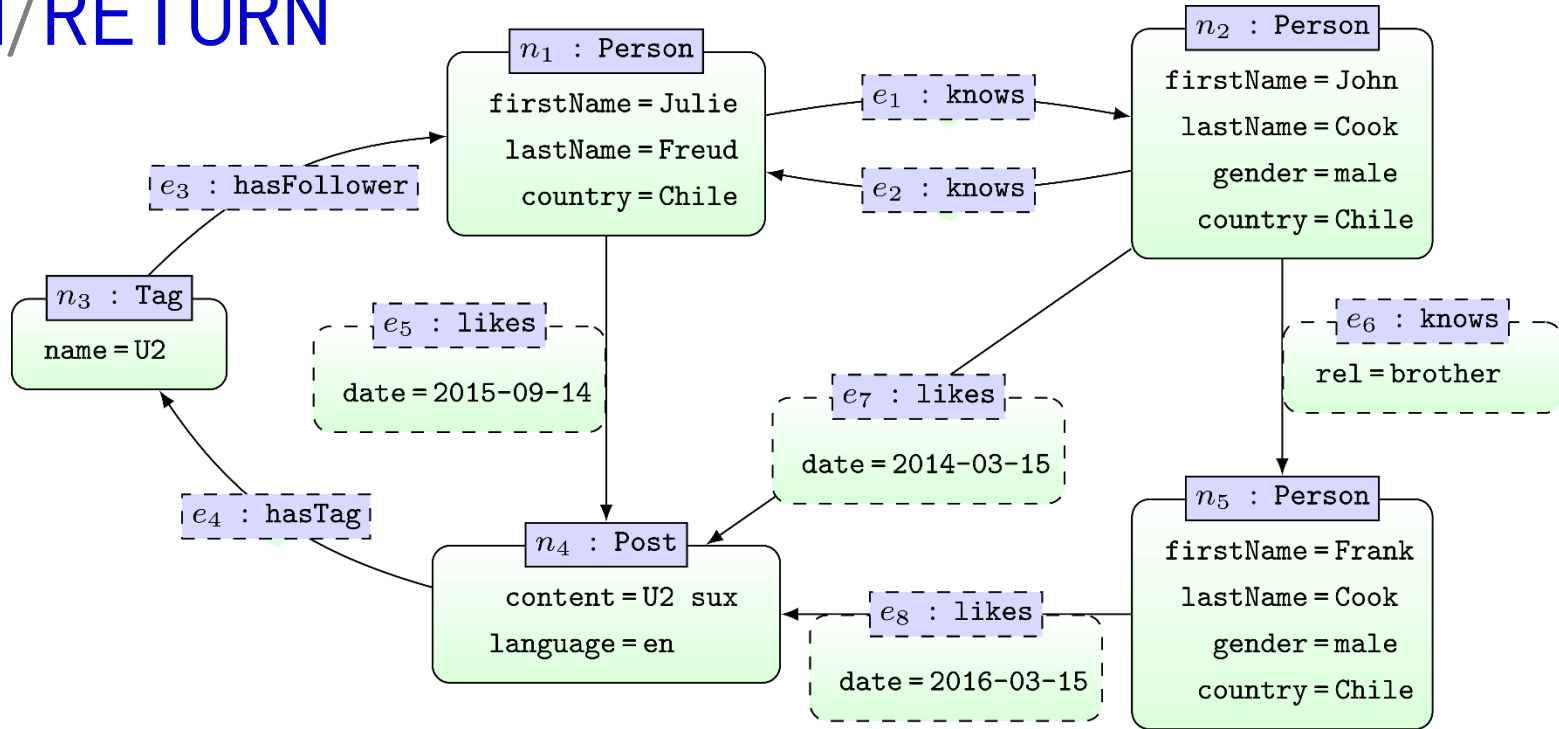 /RETURN
n₁ : Person
firstName = Julie
lastName = Freud
country = Chile
e₁ : knows
e₂ : knows
n₂ : Person
firstName = John
lastName = Cook
gender = male
country = Chile
e₃ : hasFollower
n₃ : Tag
name = U2
e₅ : likes
date = 2015-09-14
e₇ : likes
date = 2014-03-15
e₆ : knows
rel = brother
e₄ : hasTag
n₄ : Post
content = U2 sux
language = en
e₈ : likes
date = 2016-03-15
n₅ : Person
firstName = Frank
lastName = Cook
gender = male
country = Chile